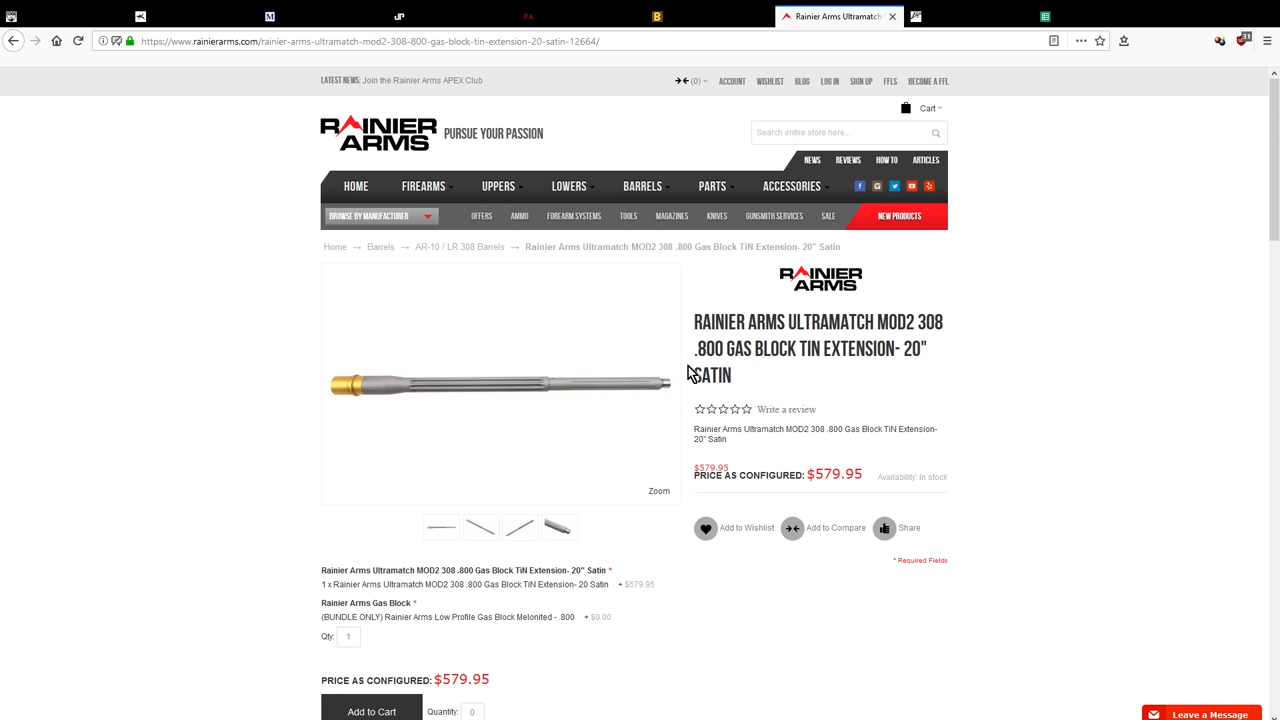 Rainier Arms Ultramatch
https://www.rainierarms.com/rainier-arms-ultramatch-mod2-308-800-gas-block-tin-extension-20-satin-12664/
31
LATEST NEWS: Join the Rainier Arms APEX Club
(0)
ACCOUNT WISHLIST BLOG LOG IN SIGN UP FFLS BECOME A FFL
Cart
RAINIER ARMS
PURSUE YOUR PASSION
Search entire store here...
NEWS REVIEWS HOW TO ARTICLES
HOME FIREARMS UPPERS LOWERS BARRELS PARTS ACCESSORIES
BROWSE BY MANUFACTURER OFFERS AMMO FOREARM SYSTEMS TOOLS MAGAZINES KNIVES GUNSMITH SERVICES SALE NEW PRODUCTS
Home → Barrels → AR-10 / LR 308 Barrels → Rainier Arms Ultramatch MOD2 308 .800 Gas Block TiN Extension- 20" Satin
RAINIER ARMS
RAINIER ARMS ULTRAMATCH MOD2 308
.800 GAS BLOCK TIN EXTENSION- 20"
SATIN
Write a review
Rainier Arms Ultramatch MOD2 308 .800 Gas Block TiN Extension-
20" Satin
$579.95
PRICE AS CONFIGURED: $579.95 Availability: In stock
Zoom
Add to Wishlist Add to Compare Share
* Required Fields
Rainier Arms Ultramatch MOD2 308 .800 Gas Block TiN Extension- 20" Satin *
1 x Rainier Arms Ultramatch MOD2 308 .800 Gas Block TiN Extension- 20 Satin + $579.95
Rainier Arms Gas Block *
(BUNDLE ONLY) Rainier Arms Low Profile Gas Block Melonited - .800 + $0.00
Qty: 1
PRICE AS CONFIGURED: $579.95
Add to Cart Quantity: 0
Leave a Message